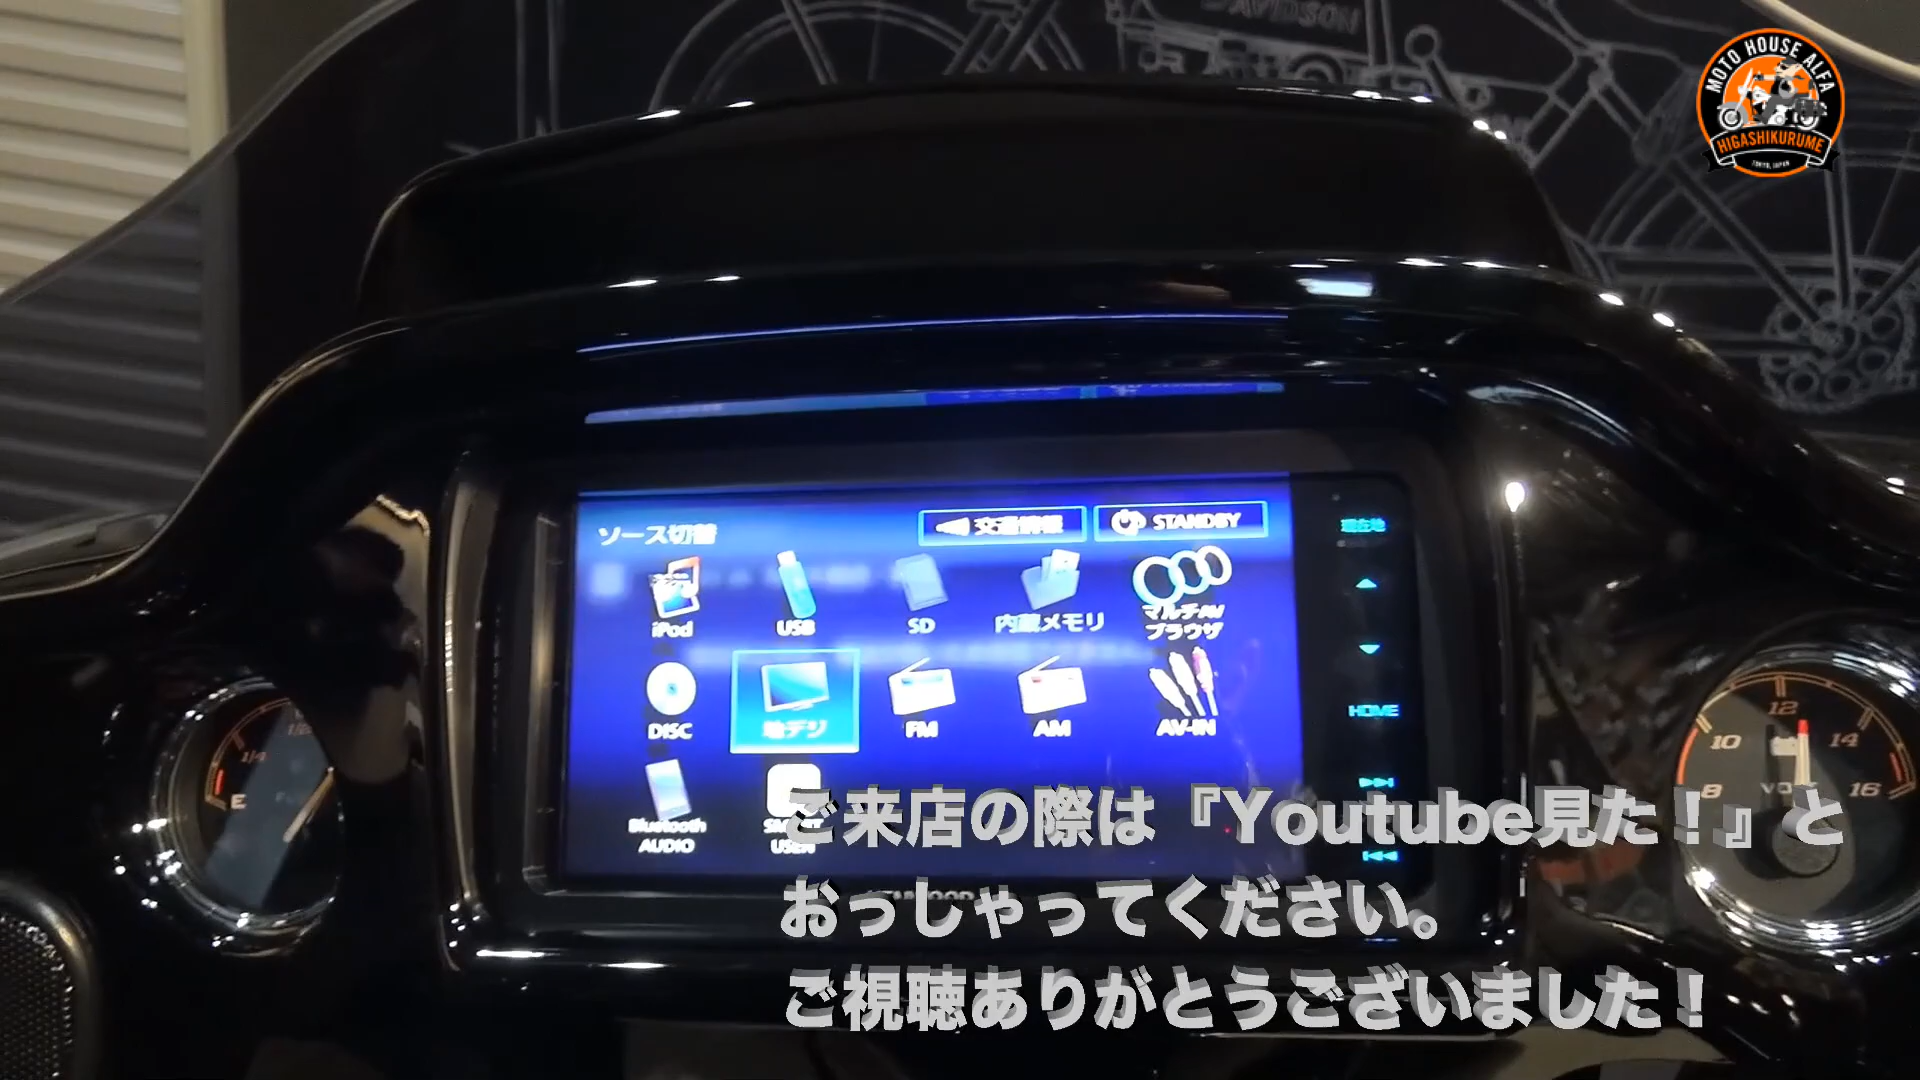 DAVIDSON
MOTO HOUSE ALFA
HIGASHIKURUME
TOKYO, JAPAN
ソース切替
交通情報
STANDBY
現在地
iPod
USB
SD
内蔵メモリ
マルチAV
ブラウザ
HOME
DISC
地デジ
FM
AM
AV-IN
Bluetooth
AUDIO
1/4
E
8
10
12
14
16
ご来店の際は『Youtube見た！』と
おっしゃってください。
ご視聴ありがとうございました！